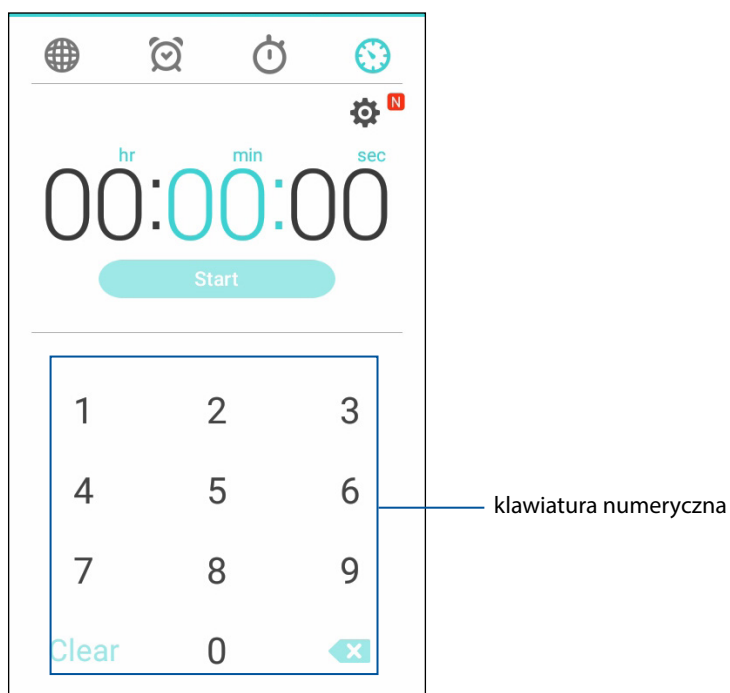 N
hr min sec
00:00:00
Start
1 2 3
4 5 6
klawiatura numeryczna
7 8 9
Clear 0